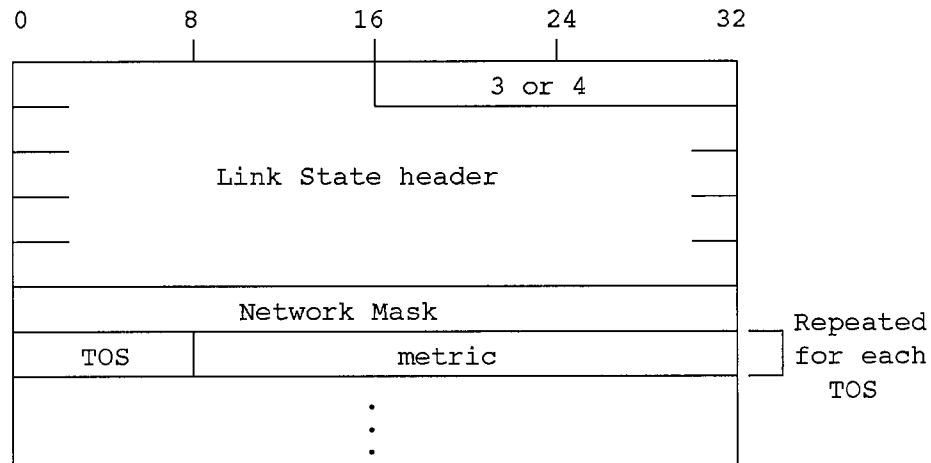 0 8 16 24 32
3 or 4
Link State header
Network Mask
TOS metric
Repeated
for each
TOS